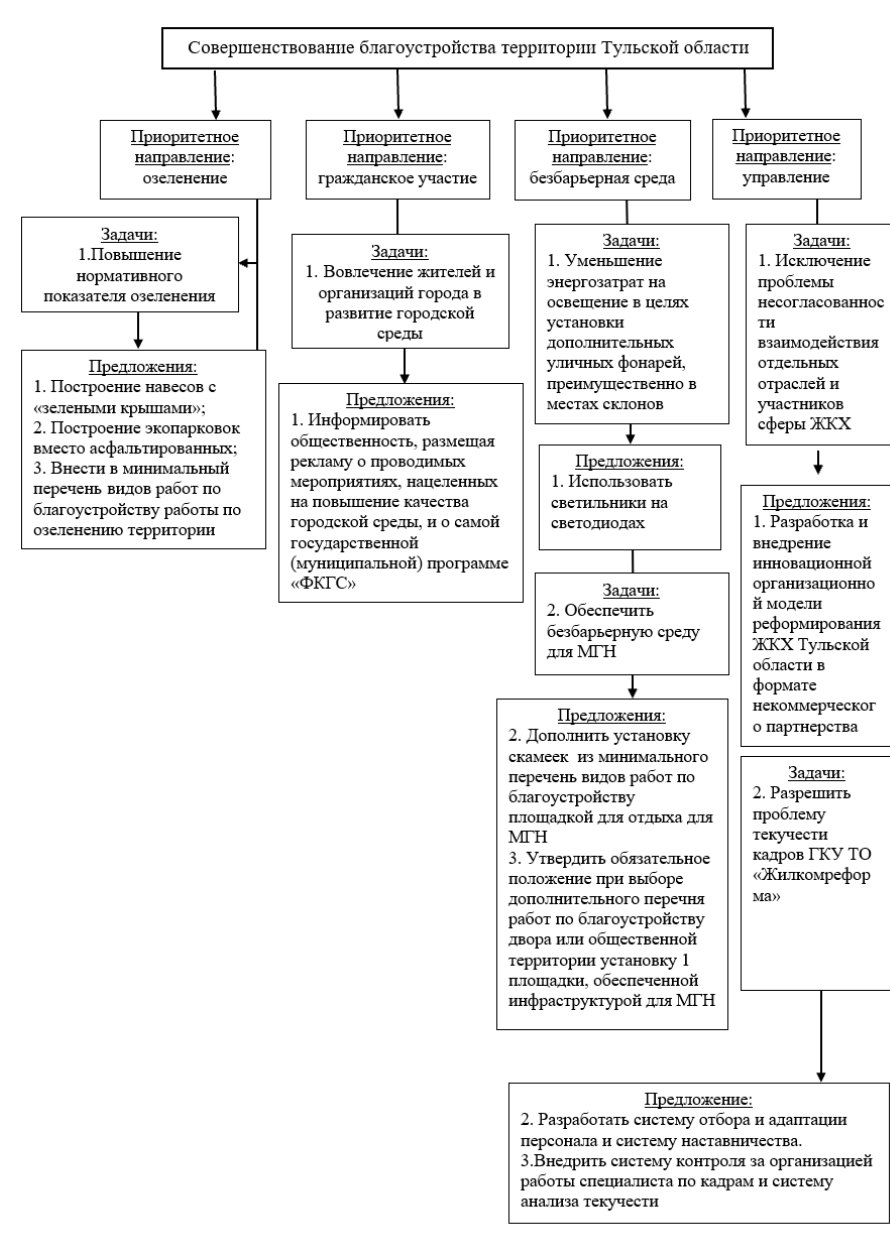 Совершенствование благоустройства территории Тульской области
Приоритетное
направление:
озеленение
Приоритетное
направление:
гражданское участие
Приоритетное
направление:
безбарьерная среда
Приоритетное
направление:
управление
Задачи:
1.Повышение
нормативного
показателя озеленения
Предложения:
1. Построение навесов с
«зелеными крышами»;
2. Построение экопарковок
вместо асфальтированных;
3. Внести в минимальный
перечень видов работ по
благоустройству работы по
озеленению территории
Задачи:
1. Вовлечение жителей и
организаций города в
развитие городской
среды
Предложения:
1. Информировать
общественность, размещая
рекламу о проводимых
мероприятиях, нацеленных
на повышение качества
городской среды, и о самой
государственной
(муниципальной) программе
«ФКГС»
Задачи:
1. Уменьшение
энергозатрат на
освещение в целях
установки
дополнительных
уличных фонарей,
преимущественно в
местах склонов
Предложения:
1. Использовать
светильники на
светодиодах
Задачи:
2. Обеспечить
безбарьерную среду
для МГН
Предложения:
2. Дополнить установку
скамеек из минимального
перечень видов работ по
благоустройству
площадкой для отдыха для
МГН
3. Утвердить обязательное
положение при выборе
дополнительного перечня
работ по благоустройству
двора или общественной
территории установку 1
площадки, обеспеченной
инфраструктурой для МГН
Задачи:
1. Исключение
проблемы
несогласованнос
ти
взаимодействия
отдельных
отраслей и
участников
сферы ЖКХ
Предложения:
1. Разработка и
внедрение
инновационной
организационно
й модели
реформирования
ЖКХ Тульской
области в
формате
некоммерческог
о партнерства
Задачи:
2. Разрешить
проблему
текучести
кадров ГКУ ТО
«Жилкомрефор
ма»
Предложение:
2. Разработать систему отбора и адаптации
персонала и систему наставничества.
3.Внедрить систему контроля за организацией
работы специалиста по кадрам и систему
анализа текучести